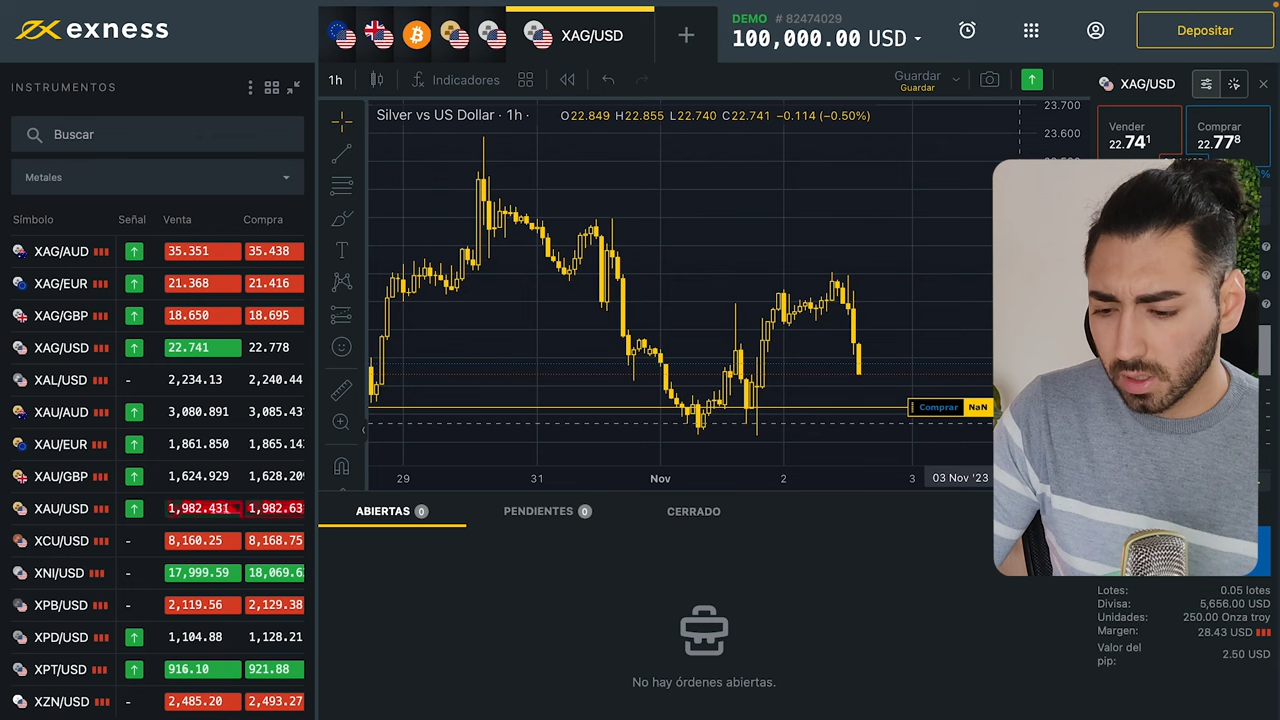 exness
XAG/USD
DEMO # 82474029
100,000.00 USD
Depositar
INSTRUMENTOS
Buscar
Metales
Símbolo Señal Venta Compra
XAG/AUD 35.351 35.438
XAG/EUR 21.368 21.416
XAG/GBP 18.650 18.695
XAG/USD 22.741 22.778
XAL/USD - 2,234.13 2,240.44
XAU/AUD 3,080.891 3,085.43
XAU/EUR 1,861.850 1,865.14
XAU/GBP 1,624.929 1,628.20
XAU/USD 1,982.431 1,982.63
XCU/USD - 8,160.25 8,168.75
XNI/USD - 17,999.59 18,069.6
XPB/USD - 2,119.56 2,129.38
XPD/USD 1,104.88 1,128.21
XPT/USD 916.10 921.88
XZN/USD - 2,485.20 2,493.27
1h Indicadores Guardar
Guardar
Silver vs US Dollar · 1h · O22.849 H22.855 L22.740 C22.741 −0.114 (−0.50%)
23.700
23.600
Comprar NaN
29 31 Nov 2 3 03 Nov '23
ABIERTAS 0 PENDIENTES 0 CERRADO
No hay órdenes abiertas.
XAG/USD
Vender Comprar
22.741 22.778
Lotes: 0.05 lotes
Divisa: 5,656.00 USD
Unidades: 250.00 Onza troy
Margen: 28.43 USD
Valor del pip: 2.50 USD